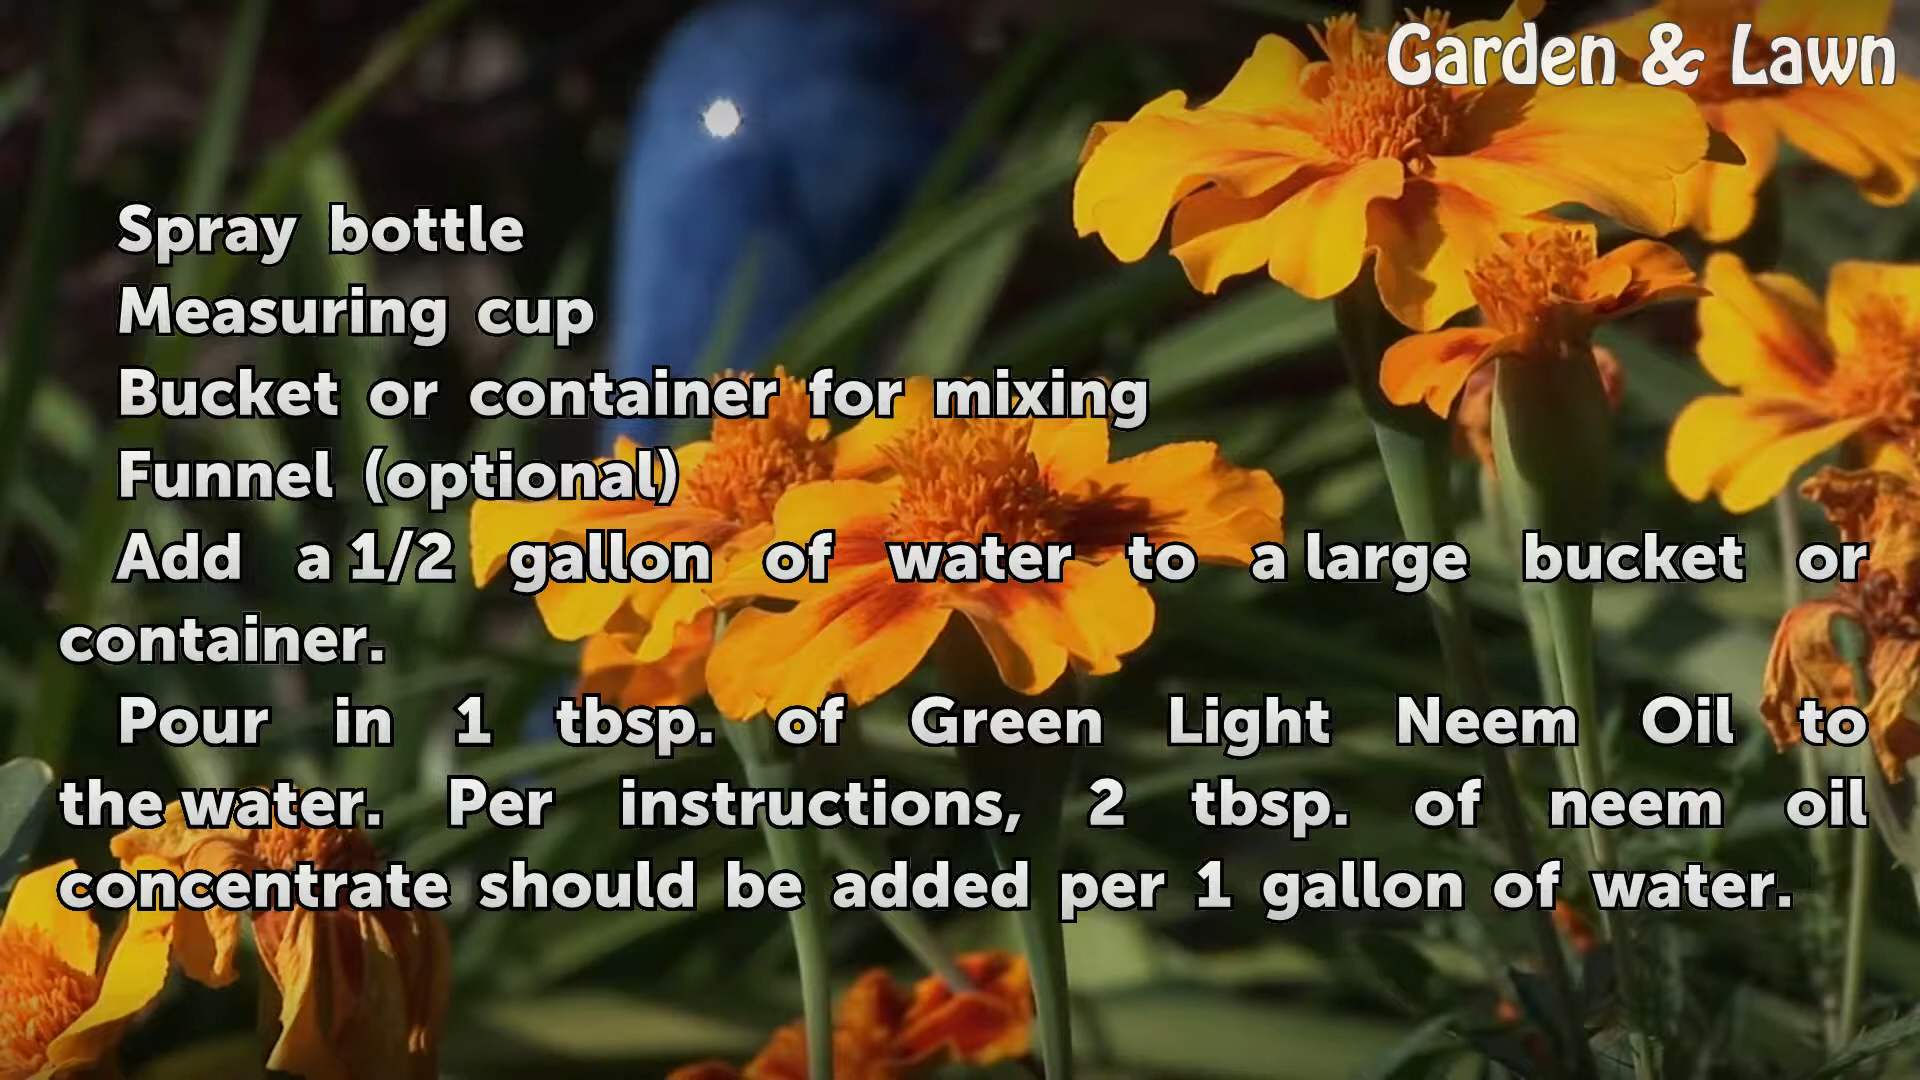 Garden & Lawn
Spray bottle
Measuring cup
Bucket or container for mixing
Funnel (optional)
Add a 1/2 gallon of water to a large bucket or
container.
Pour in 1 tbsp. of Green Light Neem Oil to
the water. Per instructions, 2 tbsp. of neem oil
concentrate should be added per 1 gallon of water.